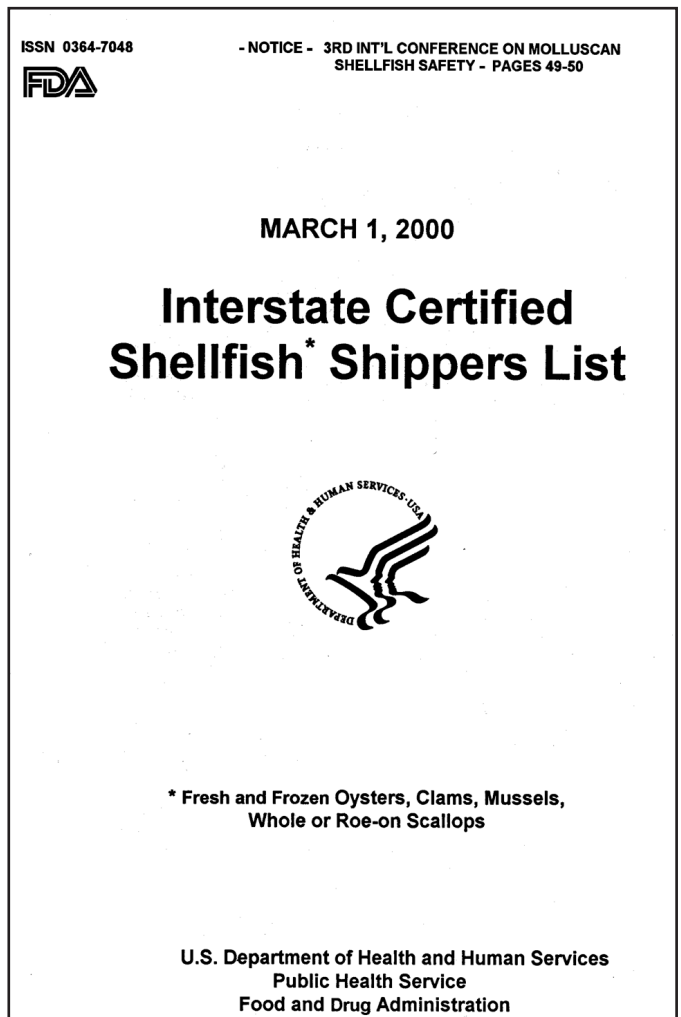 ISSN 0364-7048
- NOTICE - 3RD INT'L CONFERENCE ON MOLLUSCAN
SHELLFISH SAFETY - PAGES 49-50
FDA
MARCH 1, 2000
Interstate Certified
Shellfish* Shippers List
DEPARTMENT OF HEALTH & HUMAN SERVICES·USA
* Fresh and Frozen Oysters, Clams, Mussels,
Whole or Roe-on Scallops
U.S. Department of Health and Human Services
Public Health Service
Food and Drug Administration